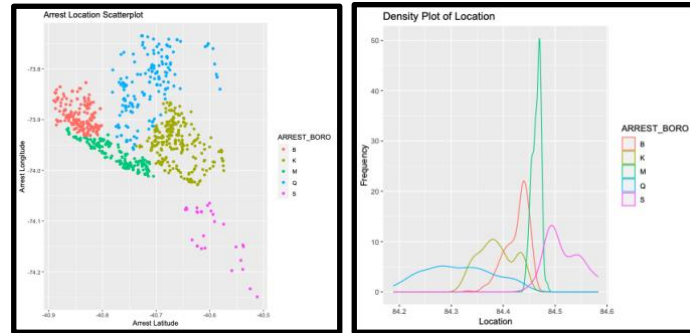 Arrest Location Scatterplot
Arrest Longitude
-73.8
-73.9
-74.0
-74.1
-74.2
-40.9 -40.8 -40.7 -40.6 -40.5
Arrest Latitude
ARREST_BORO
B
K
M
Q
S
Density Plot of Location
Frequency
50
40
30
20
10
0
84.2 84.3 84.4 84.5 84.6
Location
ARREST_BORO
B
K
M
Q
S